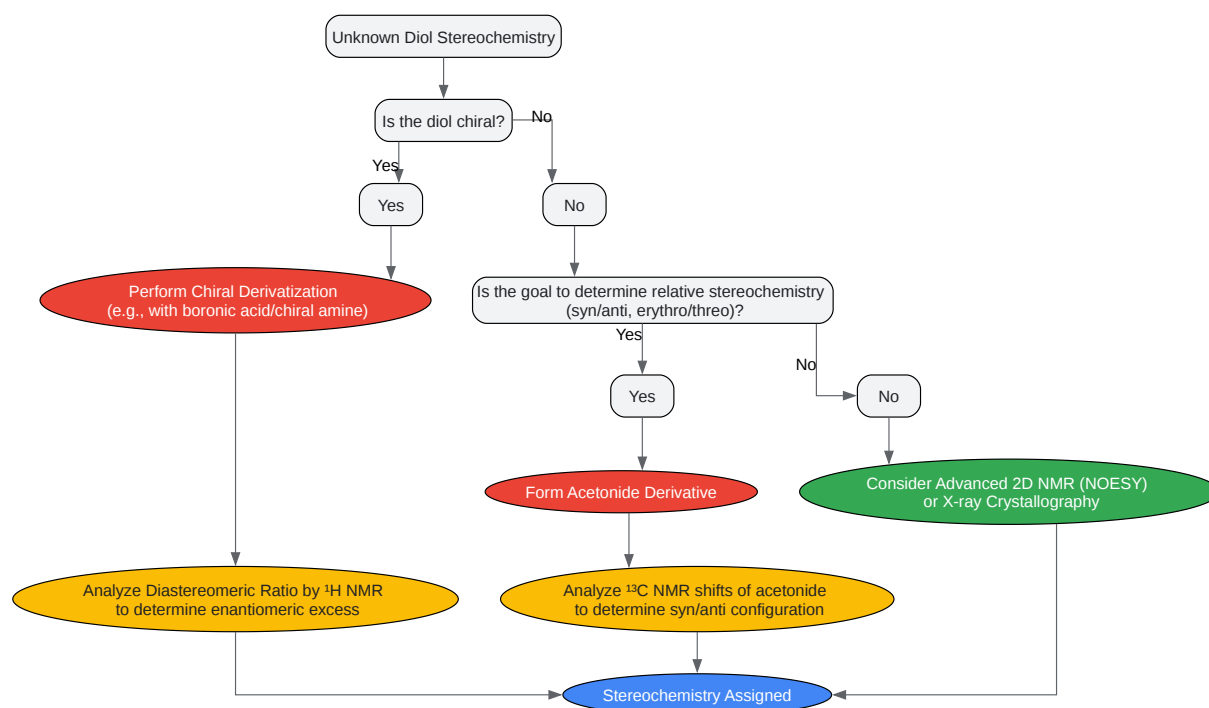 Unknown Diol Stereochemistry
Is the diol chiral?
No
Yes
Yes
No
Perform Chiral Derivatization
(e.g., with boronic acid/chiral amine)
Is the goal to determine relative stereochemistry
(syn/anti, erythro/threo)?
Yes
No
Yes
No
Form Acetonide Derivative
Consider Advanced 2D NMR (NOESY)
or X-ray Crystallography
Analyze Diastereomeric Ratio by ¹H NMR
to determine enantiomeric excess
Analyze ¹³C NMR shifts of acetonide
to determine syn/anti configuration
Stereochemistry Assigned